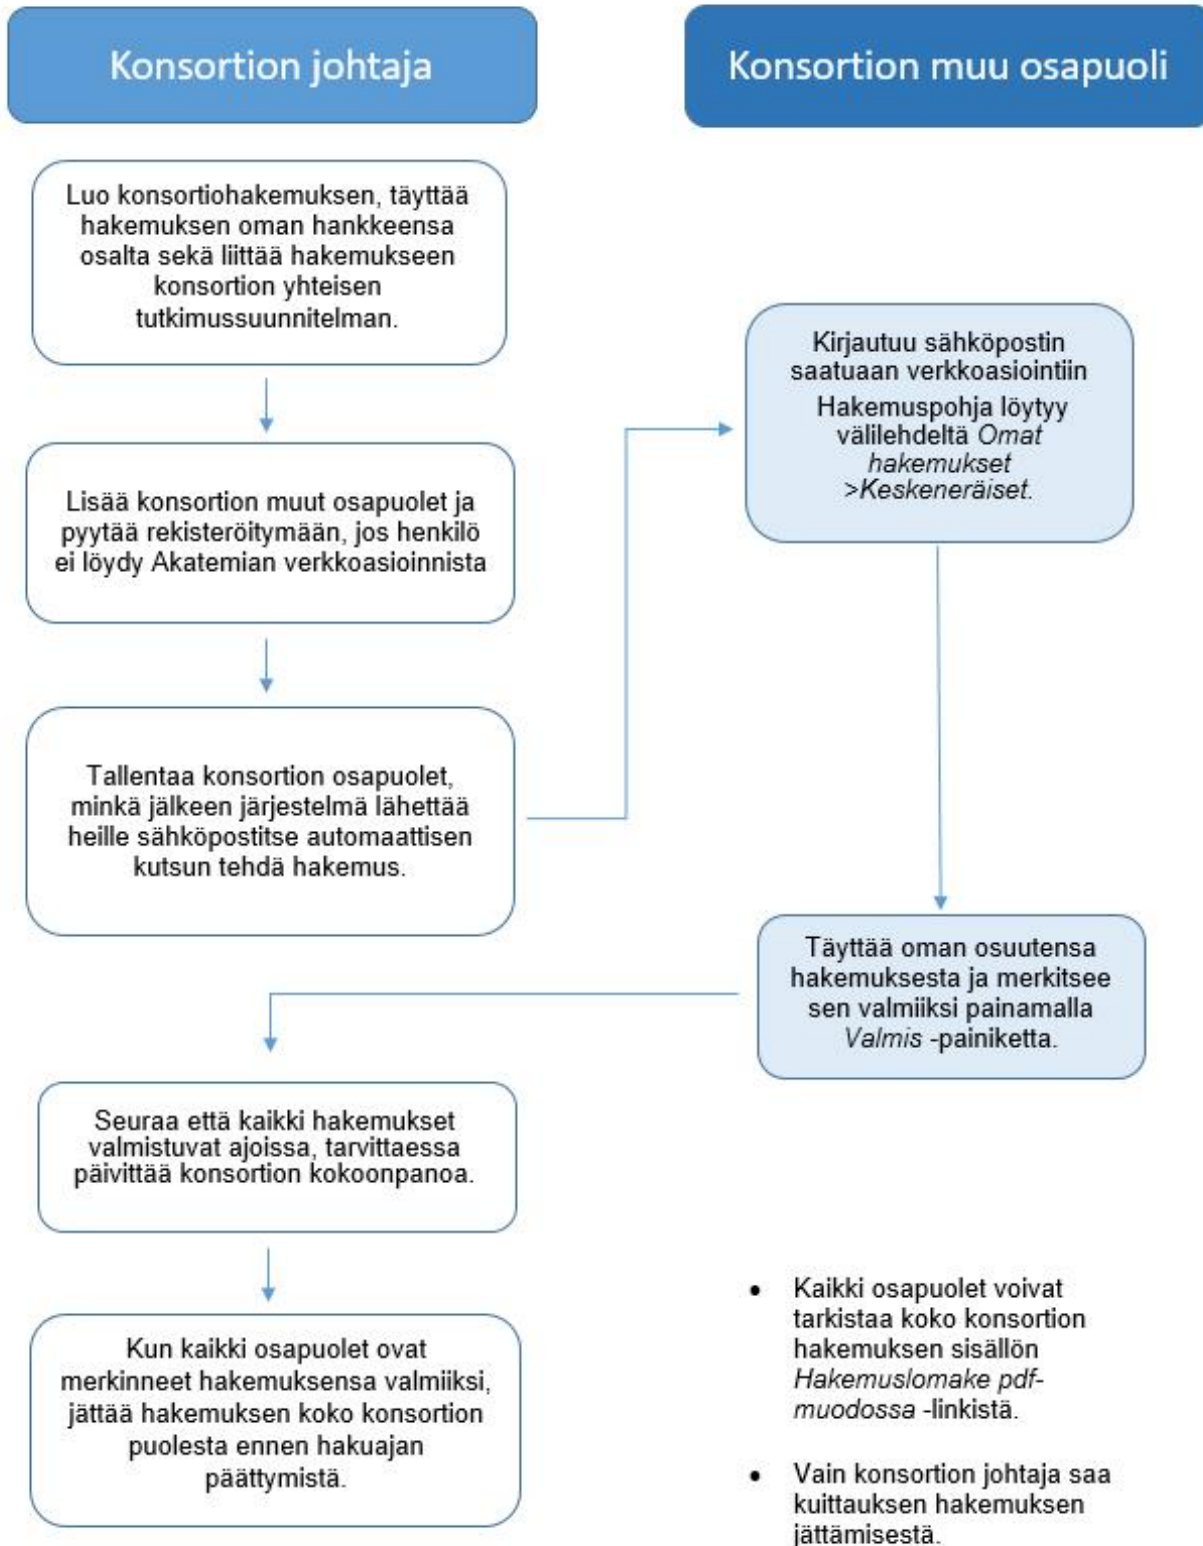 Konsortion johtaja
Konsortion muu osapuoli
Luo konsortiohakemuksen, täyttää
hakemuksen oman hankkeensa
osalta sekä liittää hakemukseen
konsortion yhteisen
tutkimussuunnitelman.
Lisää konsortion muut osapuolet ja
pyytää rekisteröitymään, jos henkilö
ei löydy Akatemian verkkoasioinnista
Tallentaa konsortion osapuolet,
minkä jälkeen järjestelmä lähettää
heille sähköpostitse automaattisen
kutsun tehdä hakemus.
Kirjautuu sähköpostin
saatuaan verkkoasiointiin
Hakemuspohja löytyy
välilehdeltä Omat
hakemukset
>Keskeneräiset.
Täyttää oman osuutensa
hakemuksesta ja merkitsee
sen valmiiksi painamalla
Valmis -painiketta.
Seuraa että kaikki hakemukset
valmistuvat ajoissa, tarvittaessa
päivittää konsortion kokoonpanoa.
Kun kaikki osapuolet ovat
merkinneet hakemuksensa valmiiksi,
jättää hakemuksen koko konsortion
puolesta ennen hakuajan
päättymistä.
• Kaikki osapuolet voivat
tarkistaa koko konsortion
hakemuksen sisällön
Hakemuslomake pdf-
muodossa -linkistä.
• Vain konsortion johtaja saa
kuittauksen hakemuksen
jättämisestä.